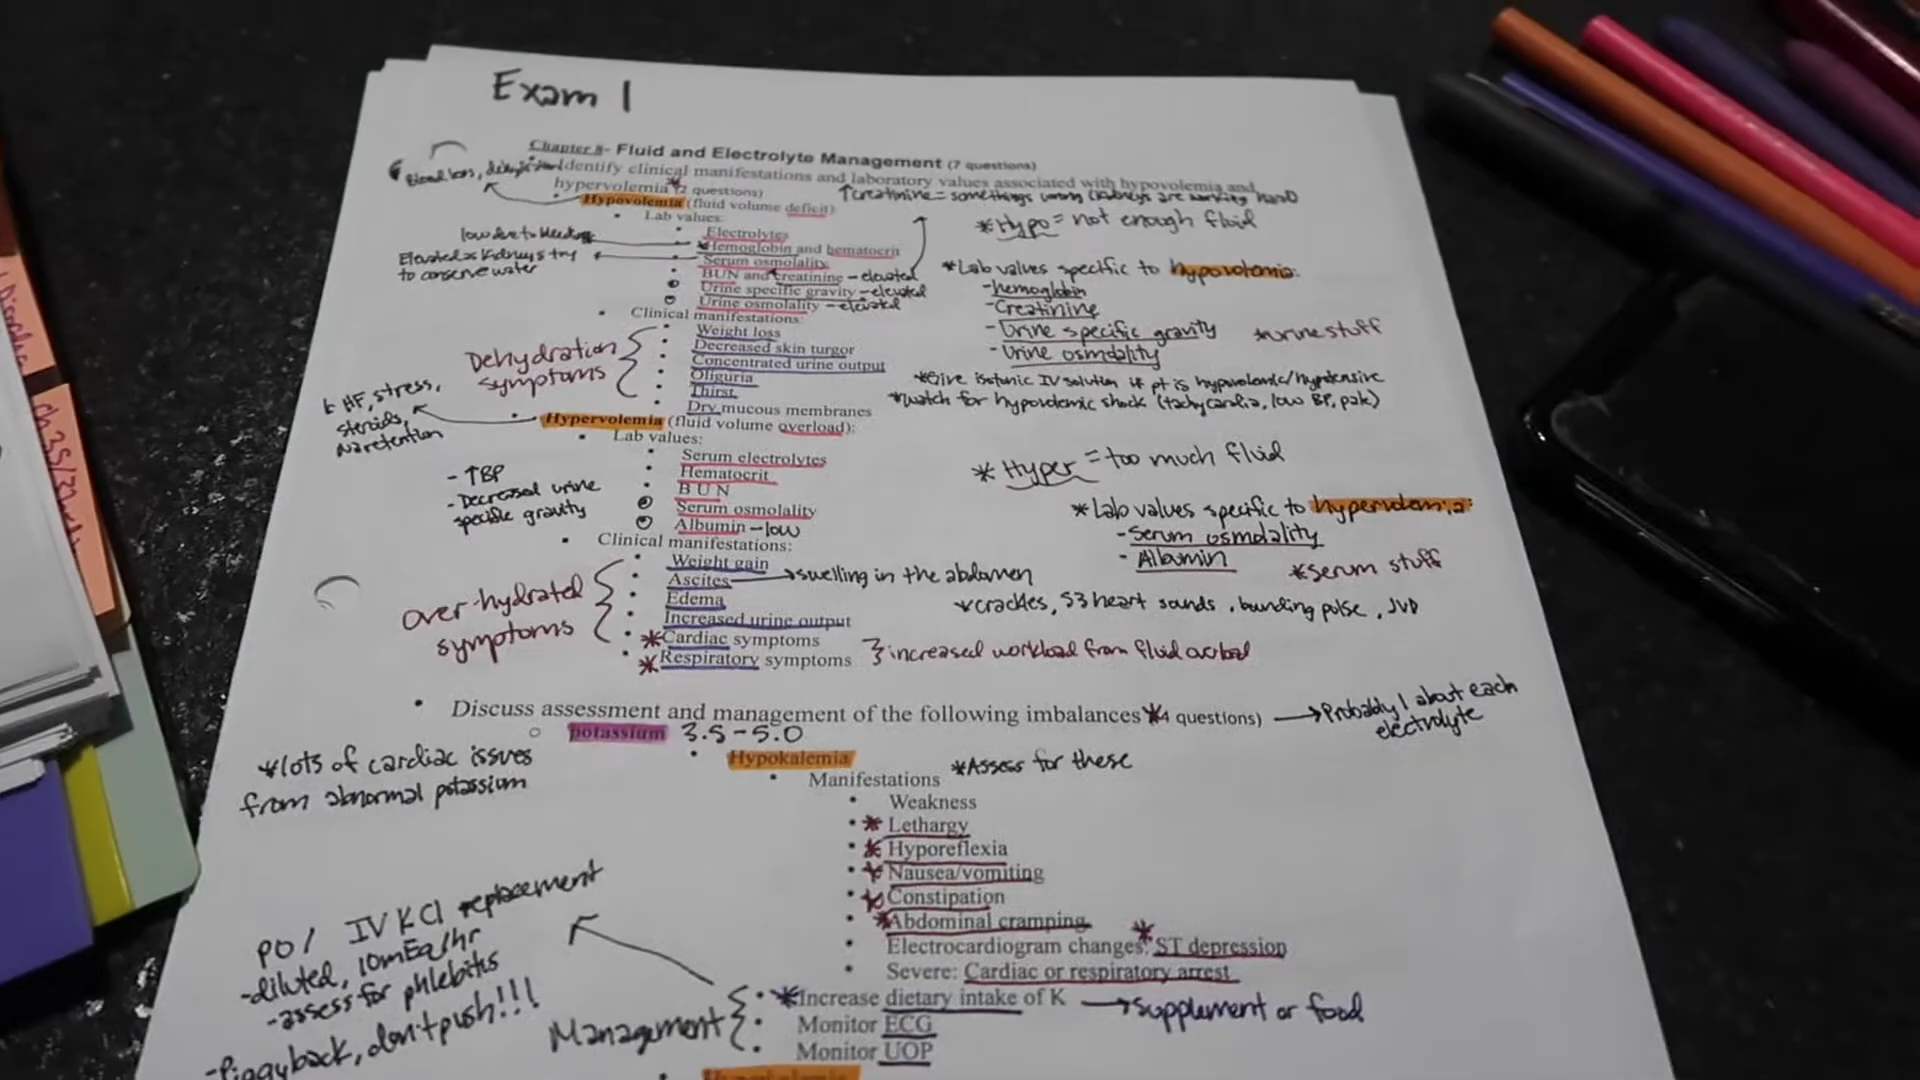 Exam 1
Chapter 8- Fluid and Electrolyte Management (7 questions)
Blood loss,
Identify clinical manifestations and laboratory values associated with hypovolemia and
hypervolemia (2 questions)
↑creatinine = somethings wrong (kidneys are working hard)
Hypovolemia (fluid volume deficit)
Lab values:
*Hypo = not enough fluid
Electrolytes
low due to bleeding
Hemoglobin and hematocrit
Elevated as kidneys try
to conserve water
Serum osmolality
BUN and creatinine - elevated
Urine specific gravity - elevated
Urine osmolality - elevated
*Lab values specific to hypovolemia:
- hemoglobin
- Creatinine
- Urine specific gravity
- Urine osmolality
*urine stuff
Clinical manifestations:
Dehydration
symptoms
Weight loss
Decreased skin turgor
Concentrated urine output
Oliguria
Thirst
Dry mucous membranes
*Give isotonic IV solution if pt is hypovolemic/hypotensive
*watch for hypovolemic shock (tachycardia, low BP, pale)
HF, stress,
steroids,
Na retention
Hypervolemia (fluid volume overload):
Lab values:
*Hyper = too much fluid
Serum electrolytes
Hematocrit
BUN
Serum osmolality
Albumin - low
- ↑BP
- Decreased urine
specific gravity
*Lab values specific to hypervolemia:
- Serum osmolality
- Albumin
*Serum stuff
Clinical manifestations:
over-hydrated
symptoms
Weight gain
Ascites → swelling in the abdomen
Edema
*crackles, S3 heart sounds, bounding pulse, JVD
Increased urine output
*Cardiac symptoms
*Respiratory symptoms } increased workload from fluid overload
Discuss assessment and management of the following imbalances *4 questions) → Probably 1 about each
electrolyte
potassium 3.5-5.0
*lots of cardiac issues
from abnormal potassium
Hypokalemia
Manifestations *Assess for these
Weakness
*Lethargy
*Hyporeflexia
*Nausea/vomiting
*Constipation
*Abdominal cramping
Electrocardiogram changes: *ST depression
Severe: Cardiac or respiratory arrest
PO/ IV KCl replacement
-diluted, 10mEq/hr
-assess for phlebitis
-Piggyback, don't push!!!
Management
*Increase dietary intake of K → supplement or food
Monitor ECG
Monitor UOP